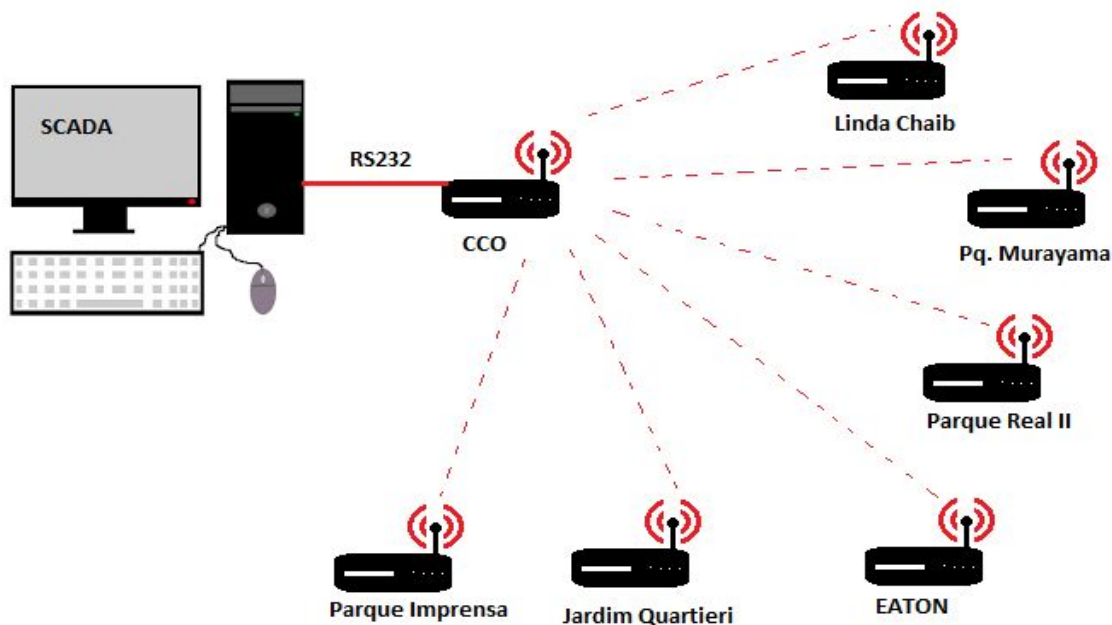 SCADA
RS232
CCO
Linda Chaib
Pq. Murayama
Parque Real II
EATON
Jardim Quartieri
Parque Imprensa